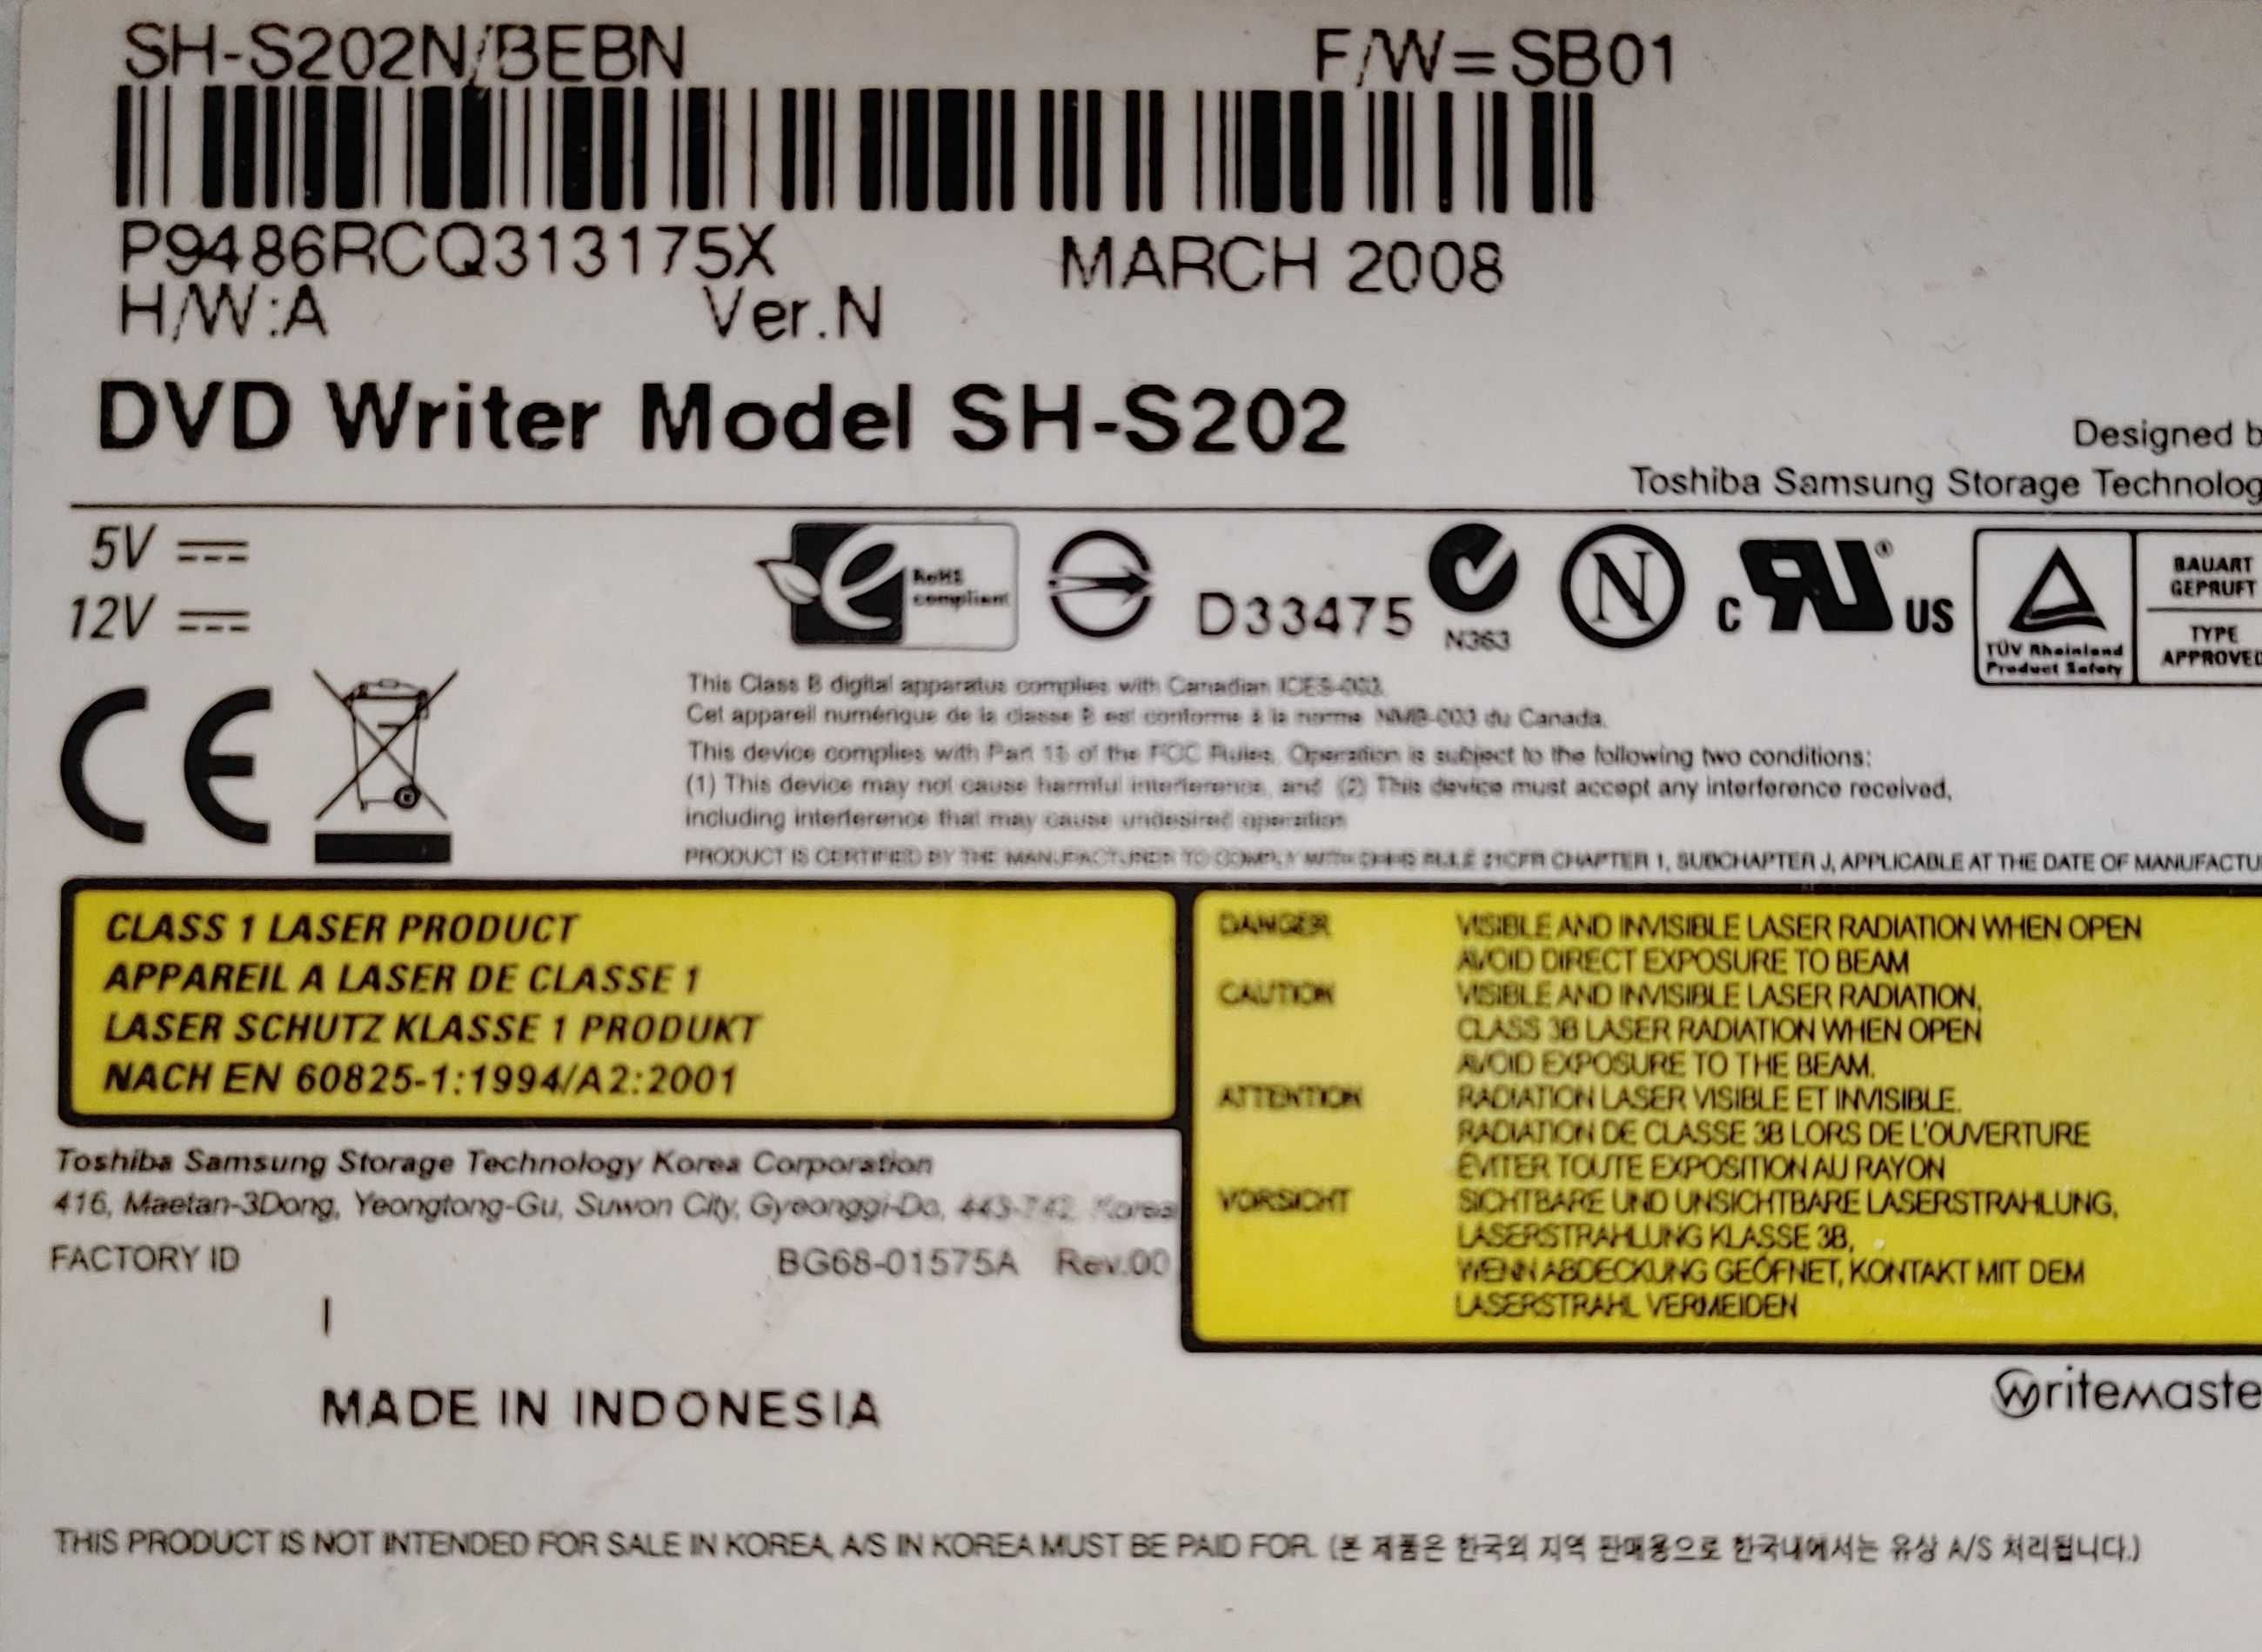 SH-S202N/BEBN F/W=SB01
P9486RCQ313175X MARCH 2008
H/W:A Ver.N
DVD Writer Model SH-S202
Designed b
Toshiba Samsung Storage Technolog
5V
12V
RoHS
compliant
D33475
N363
N
C RU® US
TÜV Rheinland
Product Safety
BAUART
GEPRUFT
TYPE
APPROVED
CE
This Class B digital apparatus complies with Canadian ICES-003.
Cet appareil numérique de la classe B est conforme à la norme NMB-003 du Canada.
This device complies with Part 15 of the FCC Rules. Operation is subject to the following two conditions:
(1) This device may not cause harmful interference, and (2) This device must accept any interference received,
including interference that may cause undesired operation
PRODUCT IS CERTIFIED BY THE MANUFACTURER TO COMPLY WITH DHHS RULE 21CFR CHAPTER 1, SUBCHAPTER J, APPLICABLE AT THE DATE OF MANUFACTU
CLASS 1 LASER PRODUCT
APPAREIL A LASER DE CLASSE 1
LASER SCHUTZ KLASSE 1 PRODUKT
NACH EN 60825-1:1994/A2:2001
DANGER VISIBLE AND INVISIBLE LASER RADIATION WHEN OPEN
AVOID DIRECT EXPOSURE TO BEAM
CAUTION VISIBLE AND INVISIBLE LASER RADIATION,
CLASS 3B LASER RADIATION WHEN OPEN
AVOID EXPOSURE TO THE BEAM.
ATTENTION RADIATION LASER VISIBLE ET INVISIBLE.
RADIATION DE CLASSE 3B LORS DE L'OUVERTURE
EVITER TOUTE EXPOSITION AU RAYON
VORSICHT SICHTBARE UND UNSICHTBARE LASERSTRAHLUNG,
LASERSTRAHLUNG KLASSE 3B,
WENN ABDECKUNG GEÖFNET, KONTAKT MIT DEM
LASERSTRAHL VERMEIDEN
Toshiba Samsung Storage Technology Korea Corporation
416, Maetan-3Dong, Yeongtong-Gu, Suwon City, Gyeonggi-Do, 443-742, Korea
FACTORY ID BG68-01575A Rev.00
I
MADE IN INDONESIA
Writemaste
THIS PRODUCT IS NOT INTENDED FOR SALE IN KOREA, A/S IN KOREA MUST BE PAID FOR. (본 제품은 한국외 지역 판매용으로 한국내에서는 유상 A/S 처리됩니다.)